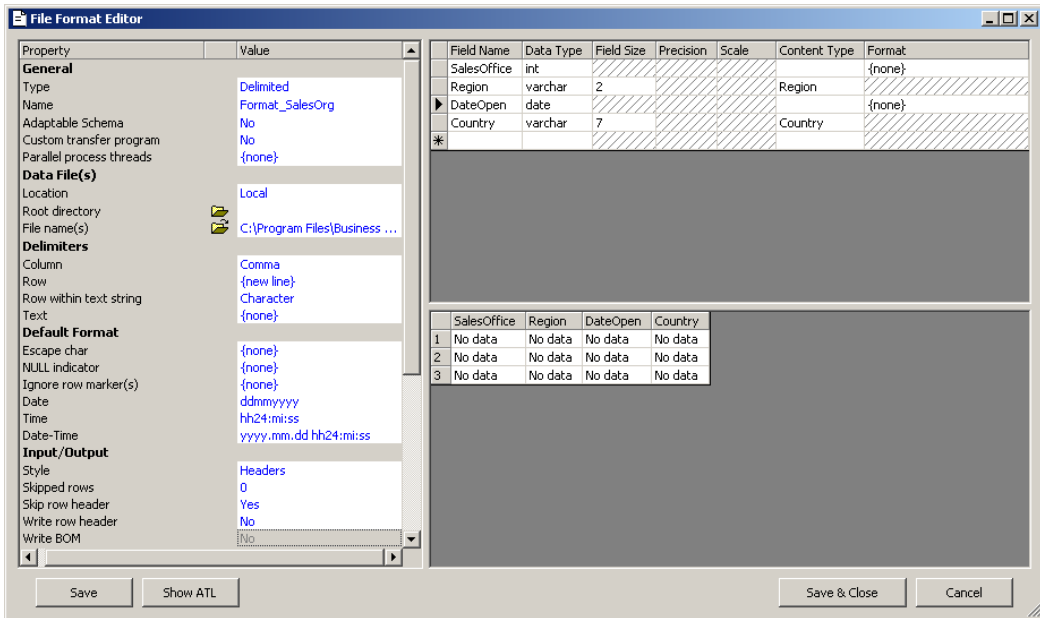 File Format Editor
Property Value
General
Type Delimited
Name Format_SalesOrg
Adaptable Schema No
Custom transfer program No
Parallel process threads {none}
Data File(s)
Location Local
Root directory
File name(s) C:\Program Files\Business ...
Delimiters
Column Comma
Row {new line}
Row within text string Character
Text {none}
Default Format
Escape char {none}
NULL indicator {none}
Ignore row marker(s) {none}
Date ddmmyyyy
Time hh24:mi:ss
Date-Time yyyy.mm.dd hh24:mi:ss
Input/Output
Style Headers
Skipped rows 0
Skip row header Yes
Write row header No
Write BOM No
Field Name Data Type Field Size Precision Scale Content Type Format
SalesOffice int {none}
Region varchar 2 Region
DateOpen date {none}
Country varchar 7 Country
SalesOffice Region DateOpen Country
1 No data No data No data No data
2 No data No data No data No data
3 No data No data No data No data
Save Show ATL Save & Close Cancel